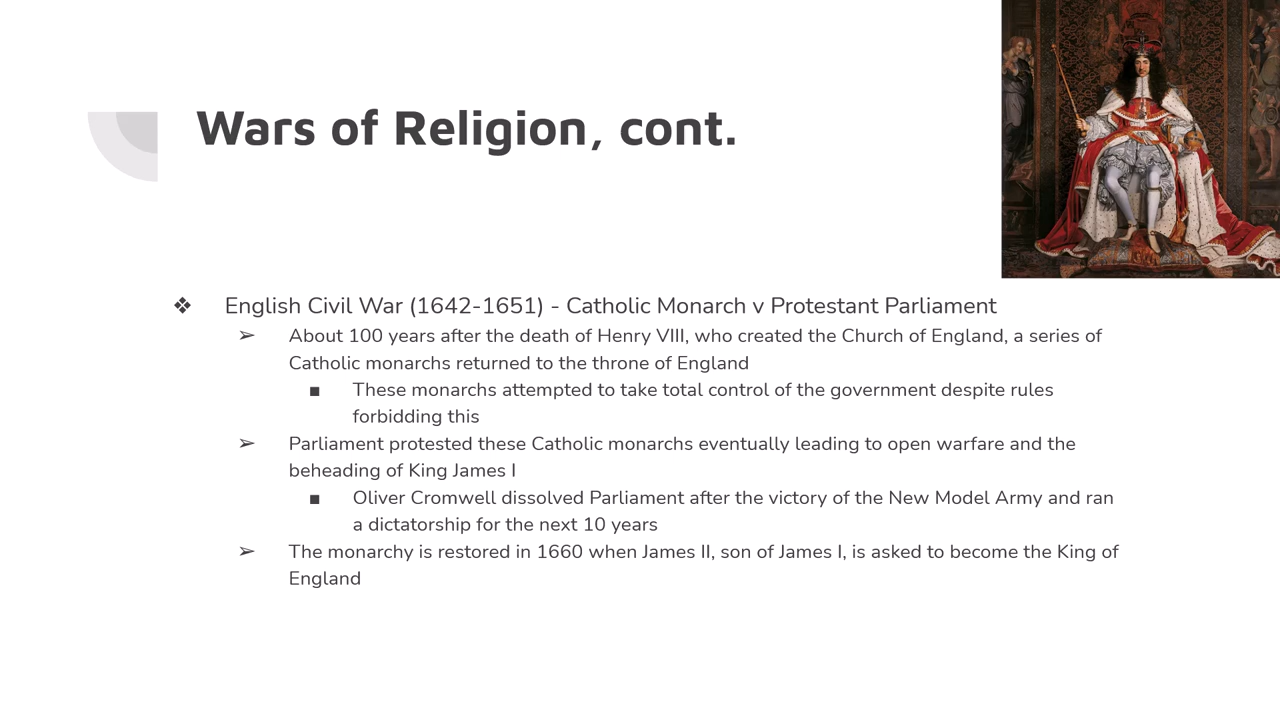 Wars of Religion, cont.
❖ English Civil War (1642-1651) - Catholic Monarch v Protestant Parliament
➢ About 100 years after the death of Henry VIII, who created the Church of England, a series of
Catholic monarchs returned to the throne of England
■ These monarchs attempted to take total control of the government despite rules
forbidding this
➢ Parliament protested these Catholic monarchs eventually leading to open warfare and the
beheading of King James I
■ Oliver Cromwell dissolved Parliament after the victory of the New Model Army and ran
a dictatorship for the next 10 years
➢ The monarchy is restored in 1660 when James II, son of James I, is asked to become the King of
England